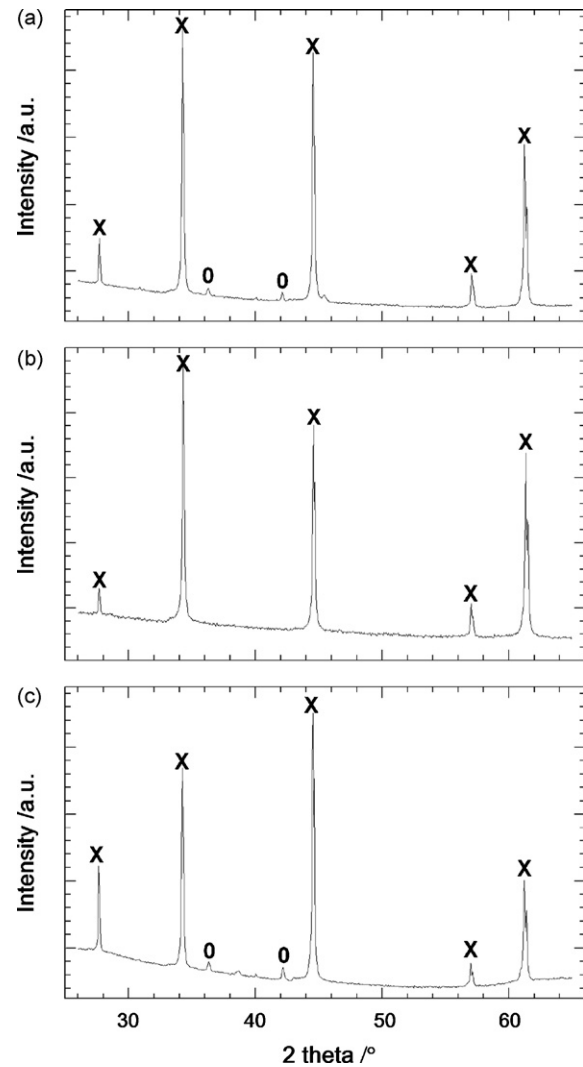 (a)
Intensity /a.u.
X
X
0
0
X
X
X
(b)
Intensity /a.u.
X
X
X
X
X
(c)
Intensity /a.u.
X
X
0
0
X
X
X
30
40
50
60
2 theta /°